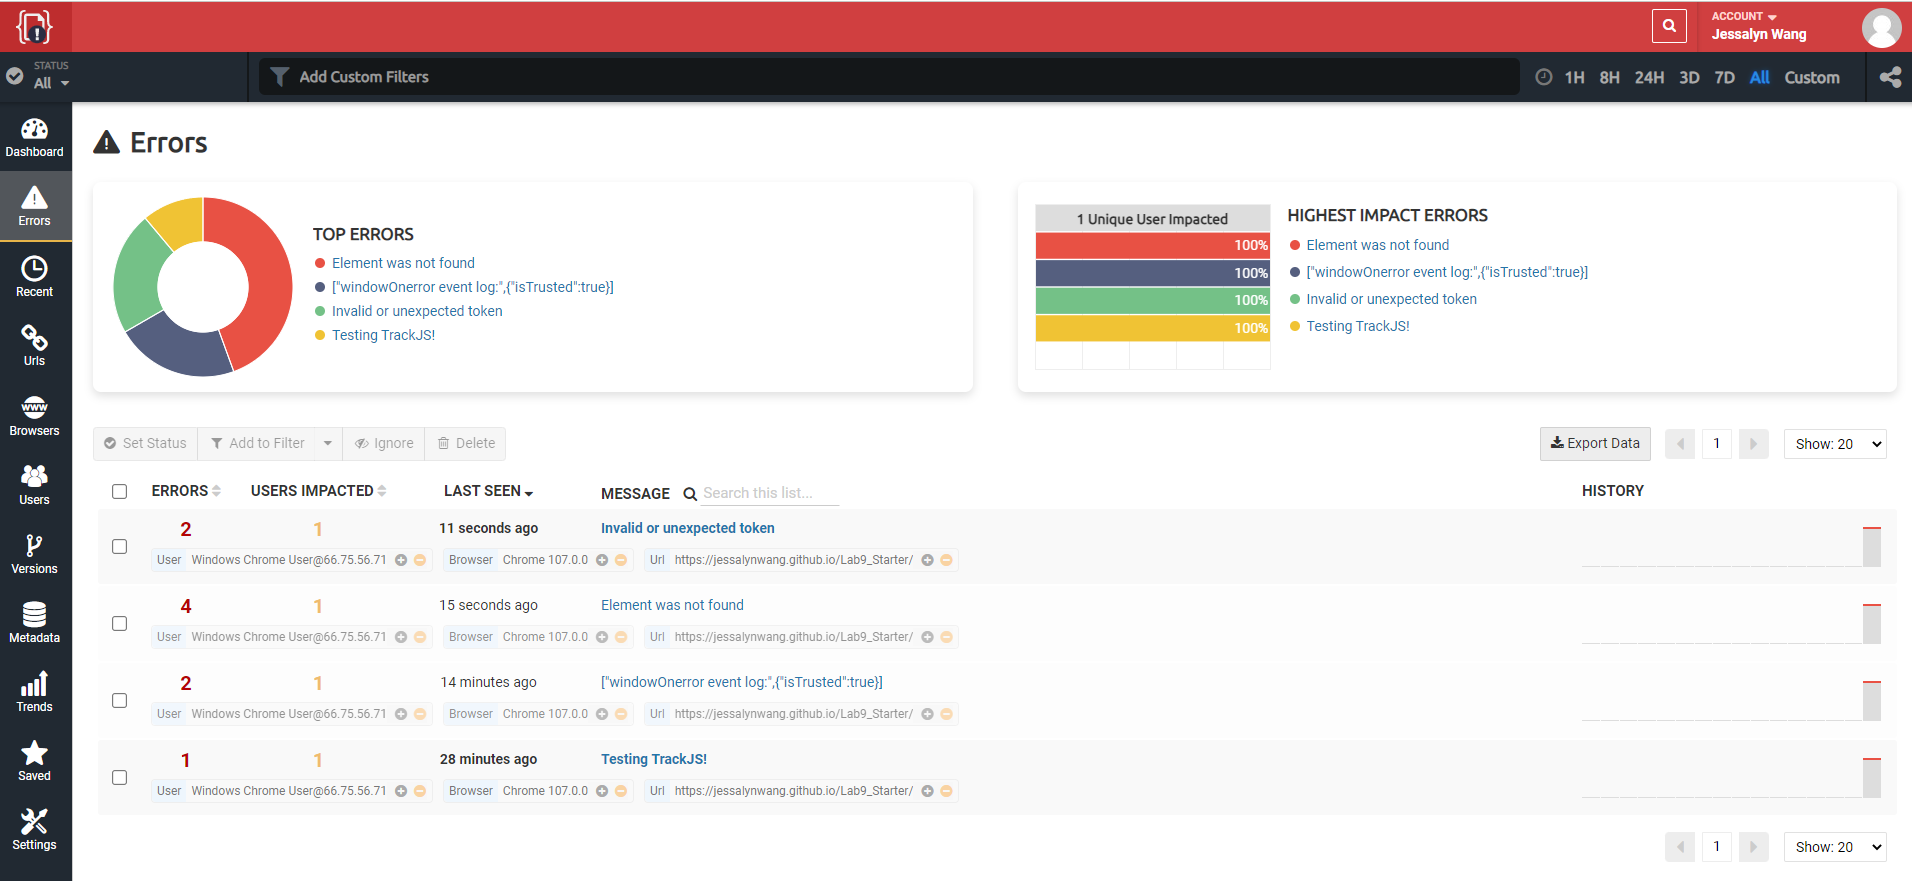 ACCOUNT
Jessalyn Wang
STATUS
All
Add Custom Filters
1H 8H 24H 3D 7D All Custom
Dashboard
Errors
Recent
Urls
WWW
Browsers
Users
Versions
Metadata
Trends
Saved
Settings
Errors
TOP ERRORS
Element was not found
["windowOnerror event log:",{"isTrusted":true}]
Invalid or unexpected token
Testing TrackJS!
1 Unique User Impacted
100%
100%
100%
100%
HIGHEST IMPACT ERRORS
Element was not found
["windowOnerror event log:",{"isTrusted":true}]
Invalid or unexpected token
Testing TrackJS!
Set Status Add to Filter Ignore Delete
Export Data 1 Show: 20
ERRORS USERS IMPACTED LAST SEEN MESSAGE Search this list... HISTORY
2 1 11 seconds ago Invalid or unexpected token
User Windows Chrome User@66.75.56.71 Browser Chrome 107.0.0 Url https://jessalynwang.github.io/Lab9_Starter/
4 1 15 seconds ago Element was not found
User Windows Chrome User@66.75.56.71 Browser Chrome 107.0.0 Url https://jessalynwang.github.io/Lab9_Starter/
2 1 14 minutes ago ["windowOnerror event log:",{"isTrusted":true}]
User Windows Chrome User@66.75.56.71 Browser Chrome 107.0.0 Url https://jessalynwang.github.io/Lab9_Starter/
1 1 28 minutes ago Testing TrackJS!
User Windows Chrome User@66.75.56.71 Browser Chrome 107.0.0 Url https://jessalynwang.github.io/Lab9_Starter/
1 Show: 20